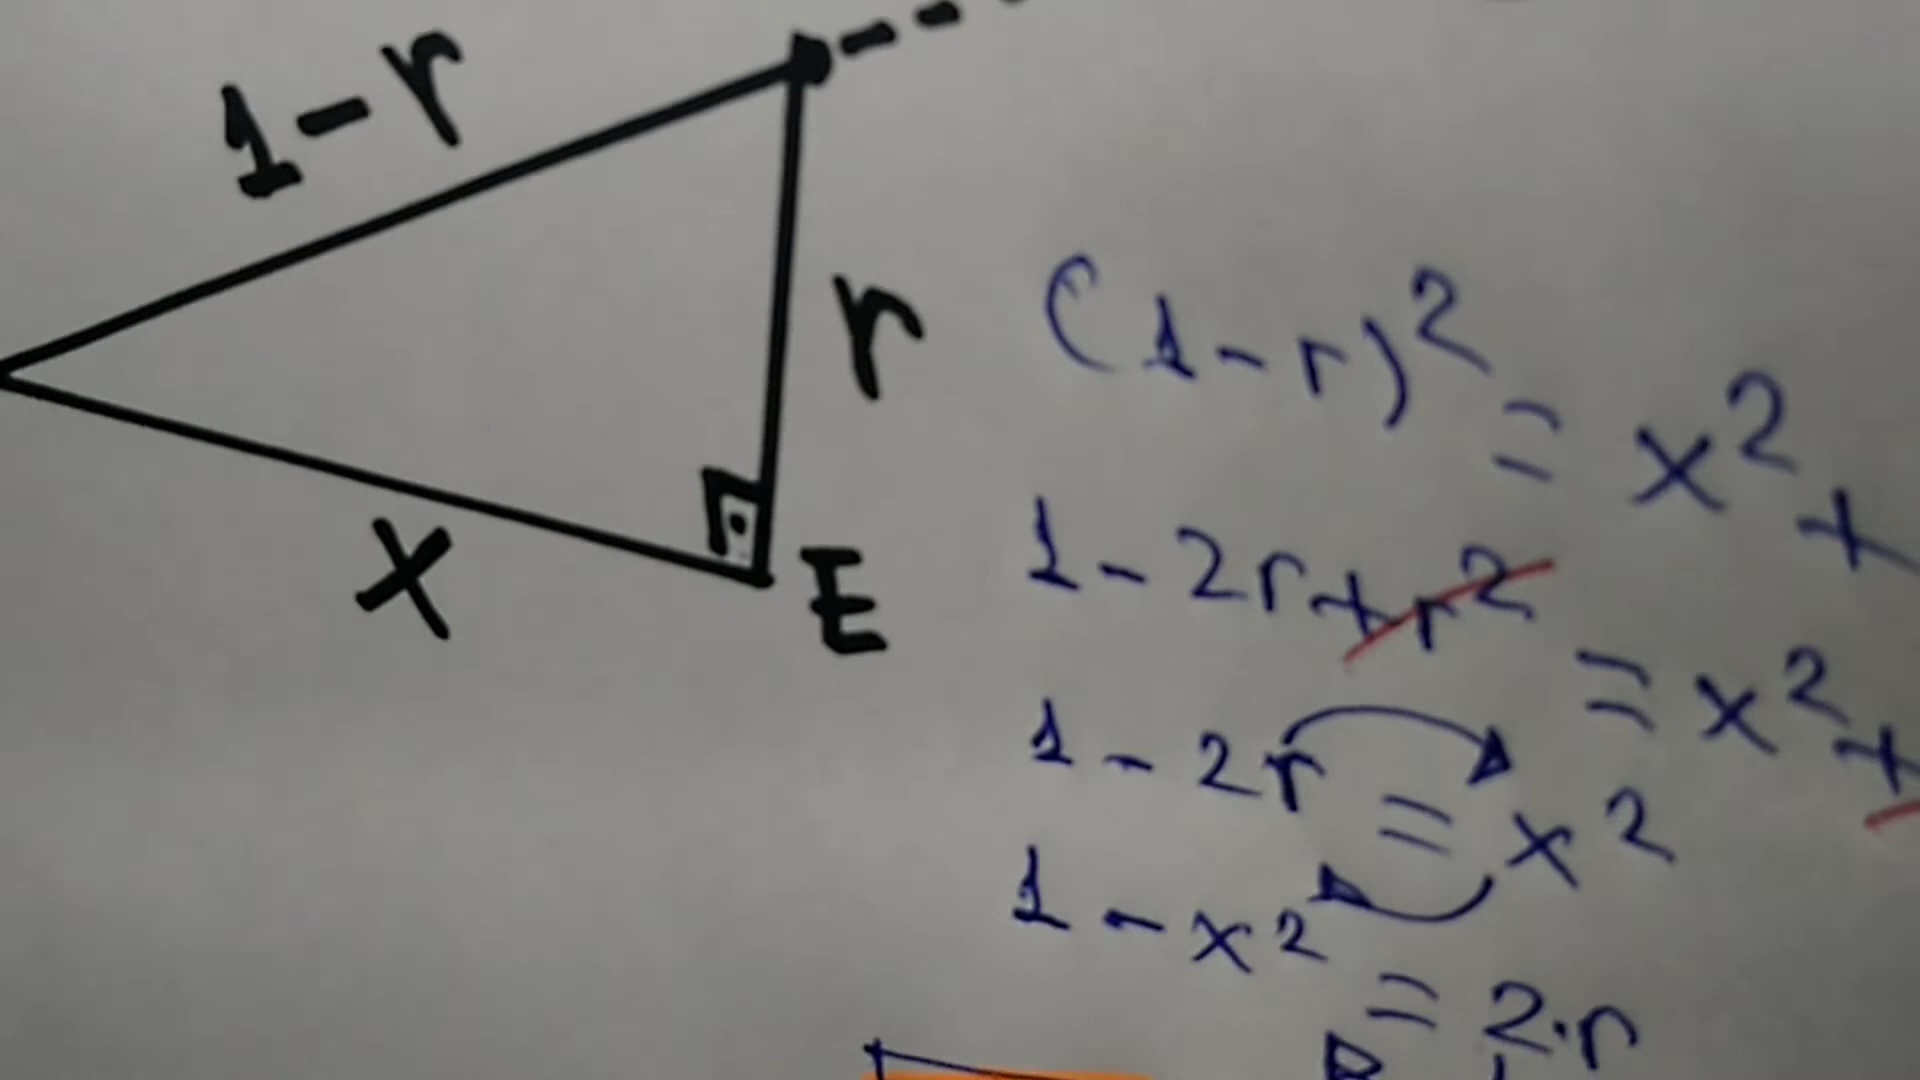 1-r
r
x
E
(1-r)² = x² +
1 - 2r + r² = x² +
1 - 2r = x²
1 - x² = 2·r